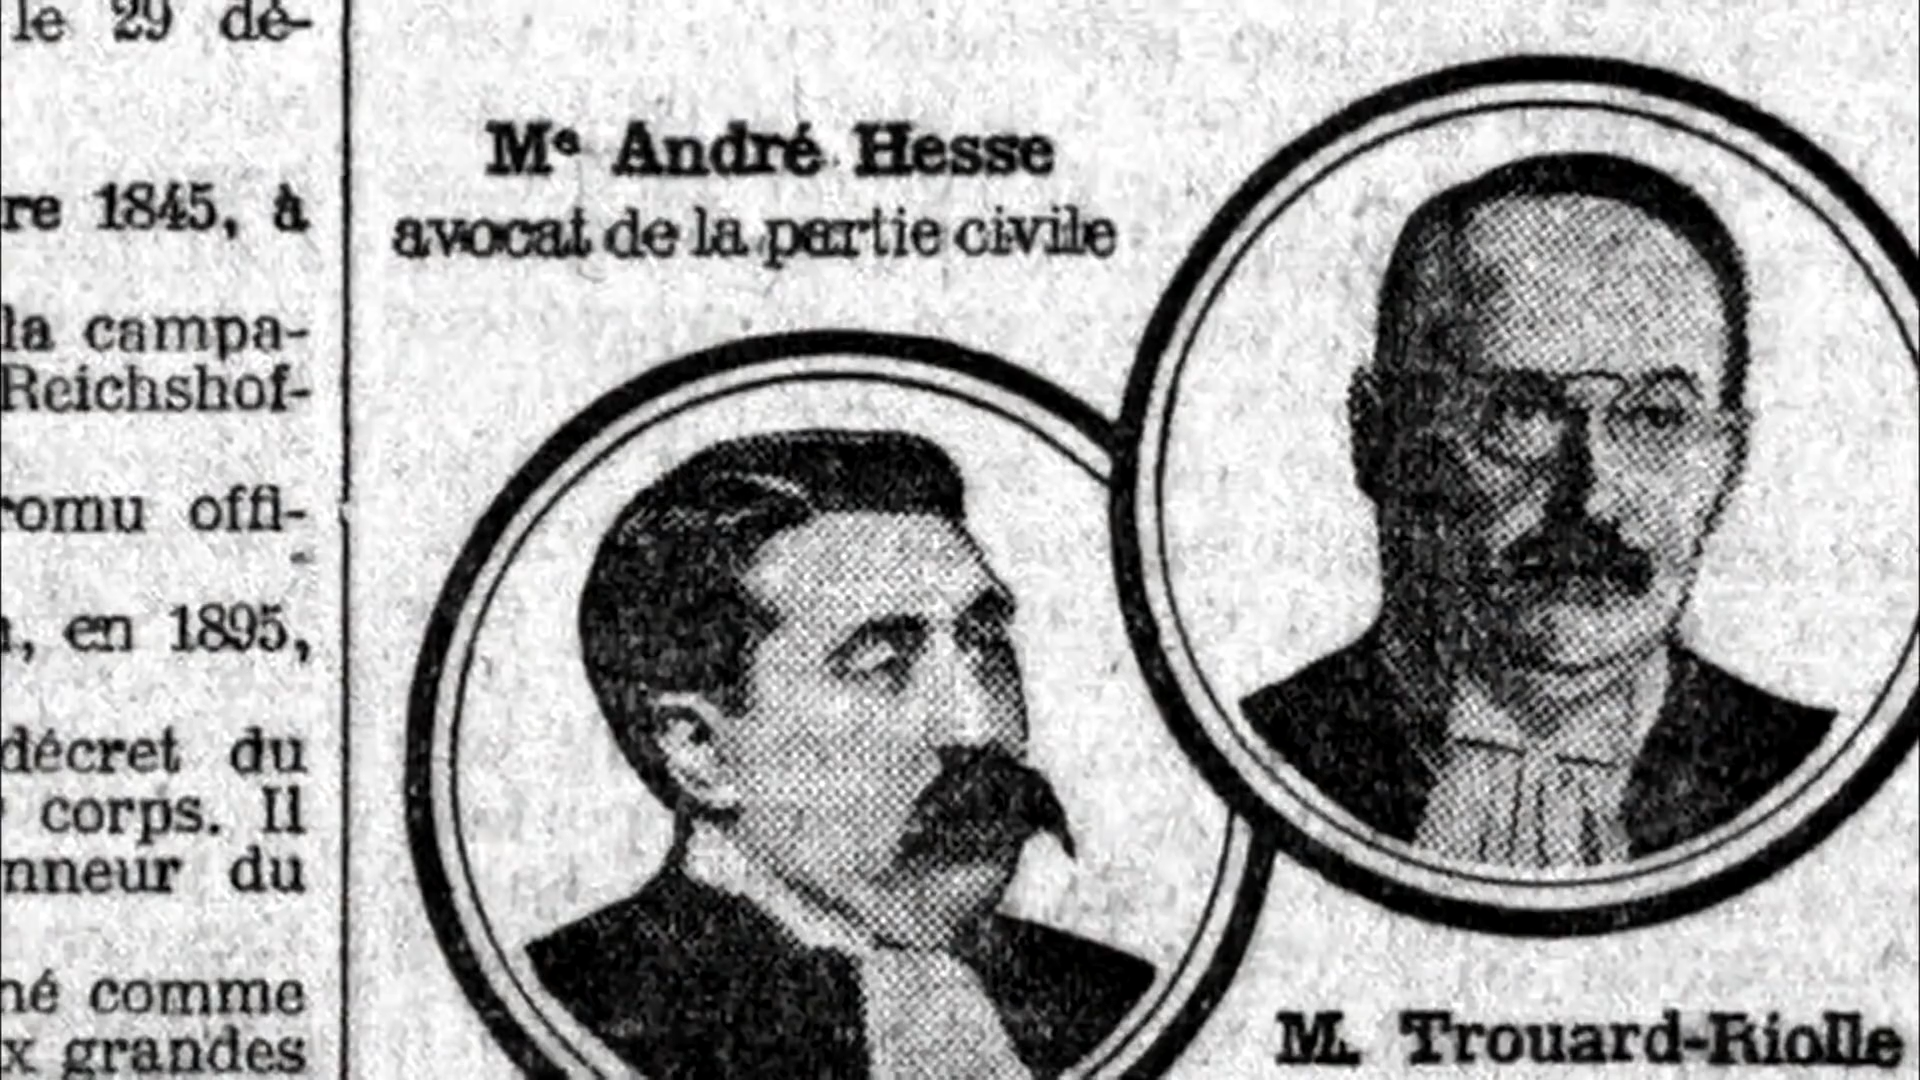 le 29 dé-
re 1845, à
la campa-
Reichshof-
romu offi-
, en 1895,
décret du
corps. Il
nneur du
né comme
x grandes
Me André Hesse
avocat de la partie civile
M. Trouard-Riolle